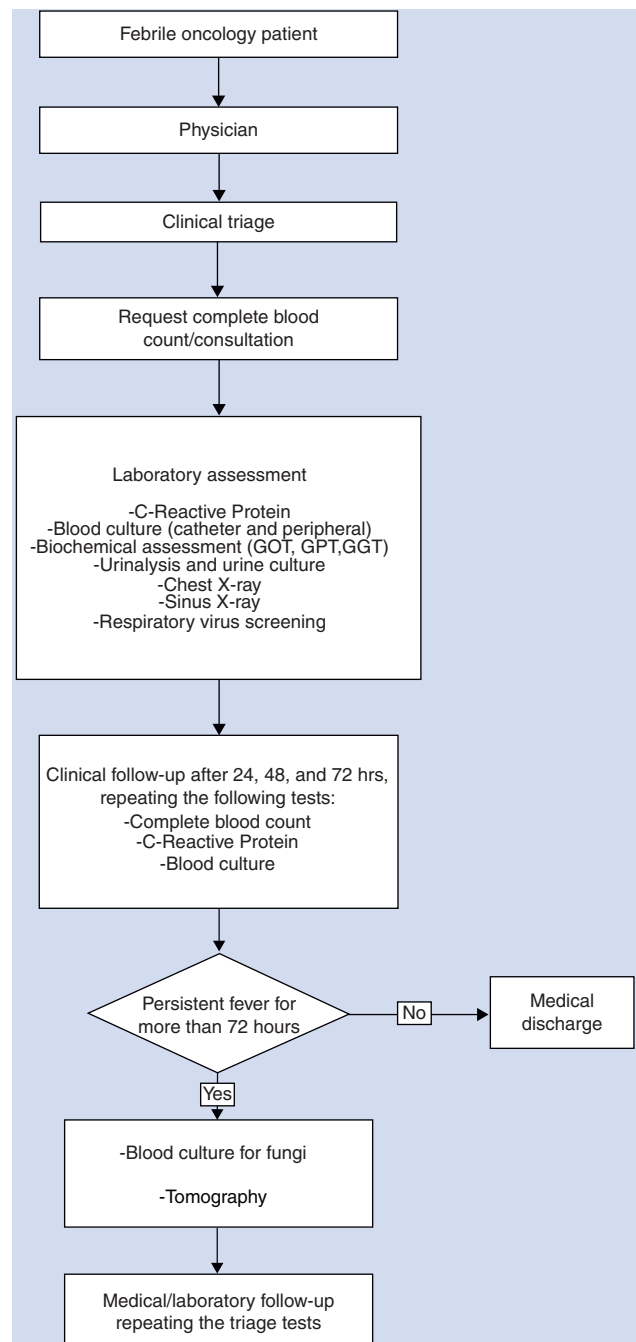 Febrile oncology patient
Physician
Clinical triage
Request complete blood
count/consultation
Laboratory assessment
-C-Reactive Protein
-Blood culture (catheter and peripheral)
-Biochemical assessment (GOT, GPT,GGT)
-Urinalysis and urine culture
-Chest X-ray
-Sinus X-ray
-Respiratory virus screening
Clinical follow-up after 24, 48, and 72 hrs,
repeating the following tests:
-Complete blood count
-C-Reactive Protein
-Blood culture
Persistent fever for
more than 72 hours
No
Medical
discharge
Yes
-Blood culture for fungi
-Tomography
Medical/laboratory follow-up
repeating the triage tests